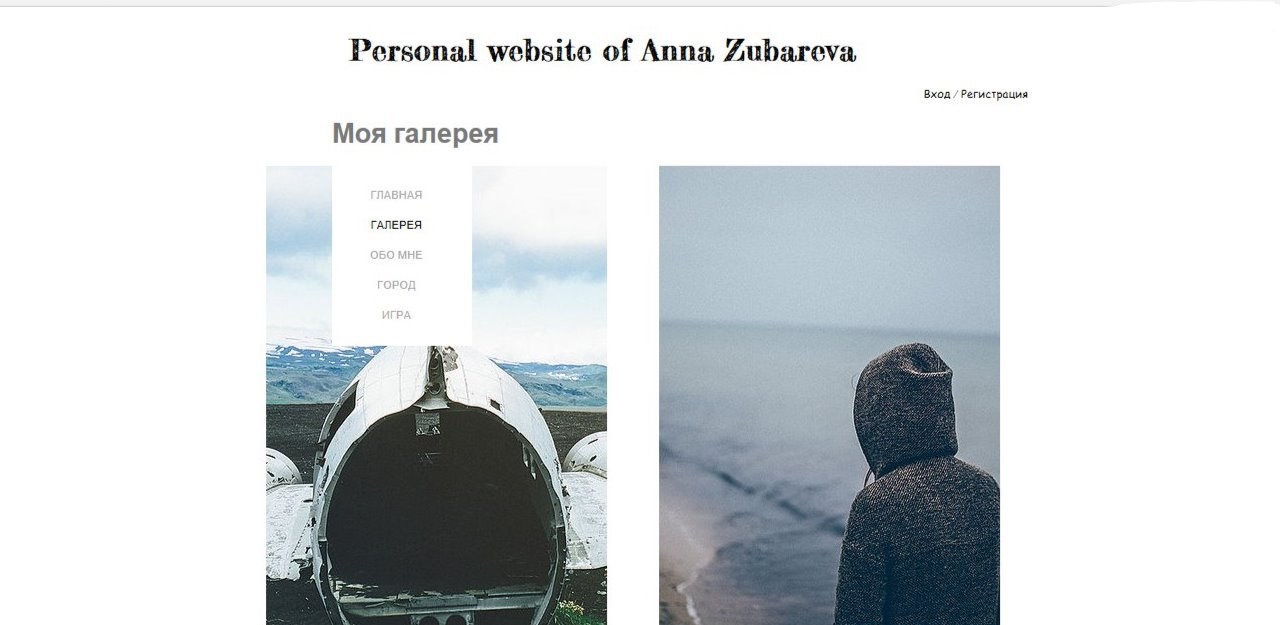 Personal website of Anna Zubareva
Вход / Регистрация
Моя галерея
ГЛАВНАЯ
ГАЛЕРЕЯ
ОБО МНЕ
ГОРОД
ИГРА